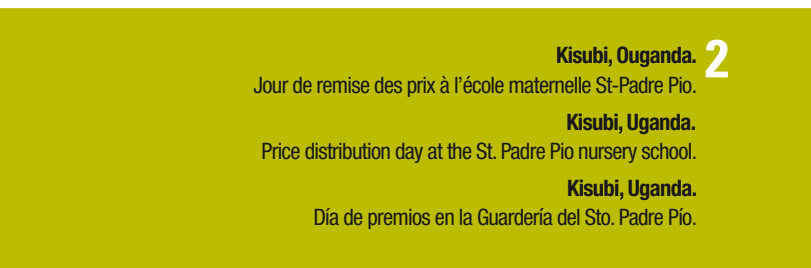 Kisubi, Ouganda. 2
Jour de remise des prix à l'école maternelle St-Padre Pio.
Kisubi, Uganda.
Price distribution day at the St. Padre Pio nursery school.
Kisubi, Uganda.
Día de premios en la Guardería del Sto. Padre Pío.